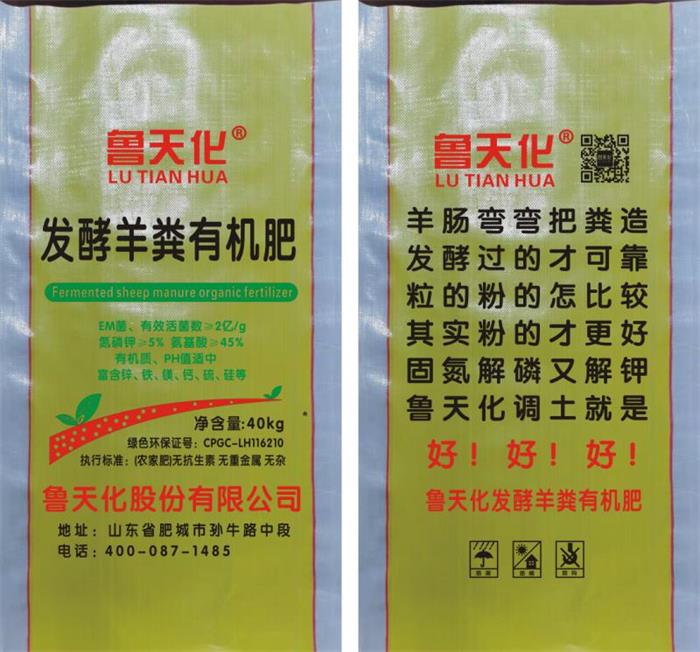 鲁天化®
LU TIAN HUA
发酵羊粪有机肥
Fermented sheep manure organic fertilizer
EM菌、有效活菌数≥2亿/g
氮磷钾≥5% 氨基酸≥45%
有机质、PH值适中
富含锌、铁、镁、钙、硫、硅等
净含量:40kg
绿色环保证号: CPGC-LH116210
执行标准: (农家肥)无抗生素 无重金属 无杂
鲁天化股份有限公司
地址: 山东省肥城市孙牛路中段
电话: 400-087-1485
鲁天化®
LU TIAN HUA
羊肠弯弯把粪造
发酵过的才可靠
粒的粉的怎比较
其实粉的才更好
固氮解磷又解钾
鲁天化调土就是
好！好！好！
鲁天化发酵羊粪有机肥